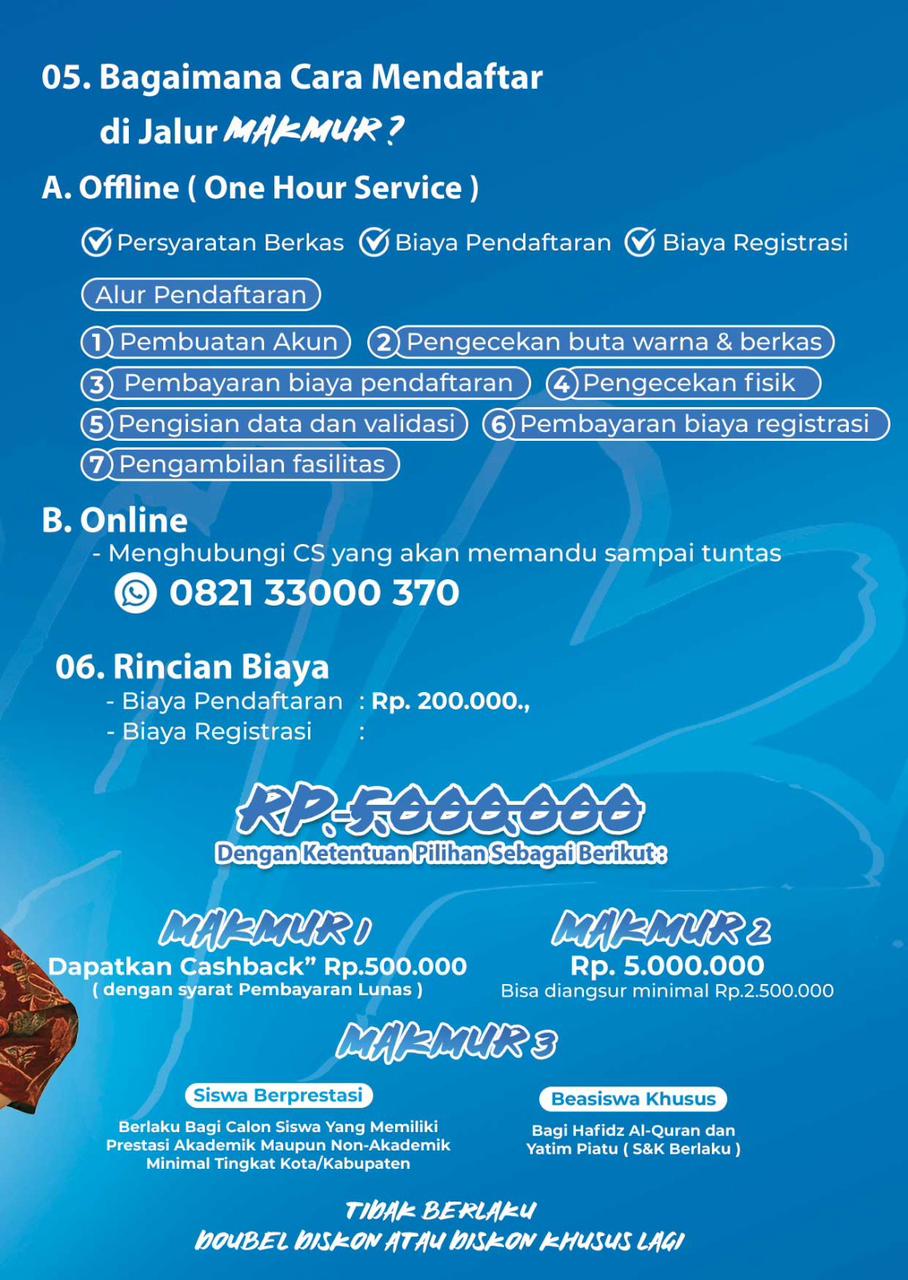 05. Bagaimana Cara Mendaftar
di Jalur MAKMUR?
A. Offline ( One Hour Service )
Persyaratan Berkas Biaya Pendaftaran Biaya Registrasi
Alur Pendaftaran
1 Pembuatan Akun 2 Pengecekan buta warna & berkas
3 Pembayaran biaya pendaftaran 4 Pengecekan fisik
5 Pengisian data dan validasi 6 Pembayaran biaya registrasi
7 Pengambilan fasilitas
B. Online
- Menghubungi CS yang akan memandu sampai tuntas
0821 33000 370
06. Rincian Biaya
- Biaya Pendaftaran : Rp. 200.000.,
- Biaya Registrasi :
RP. 5.000.000
Dengan Ketentuan Pilihan Sebagai Berikut :
MAKMUR 1
Dapatkan Cashback” Rp.500.000
( dengan syarat Pembayaran Lunas )
MAKMUR 2
Rp. 5.000.000
Bisa diangsur minimal Rp.2.500.000
MAKMUR 3
Siswa Berprestasi
Berlaku Bagi Calon Siswa Yang Memiliki
Prestasi Akademik Maupun Non-Akademik
Minimal Tingkat Kota/Kabupaten
Beasiswa Khusus
Bagi Hafidz Al-Quran dan
Yatim Piatu ( S&K Berlaku )
TIDAK BERLAKU
DOUBEL DISKON ATAU DISKON KHUSUS LAGI